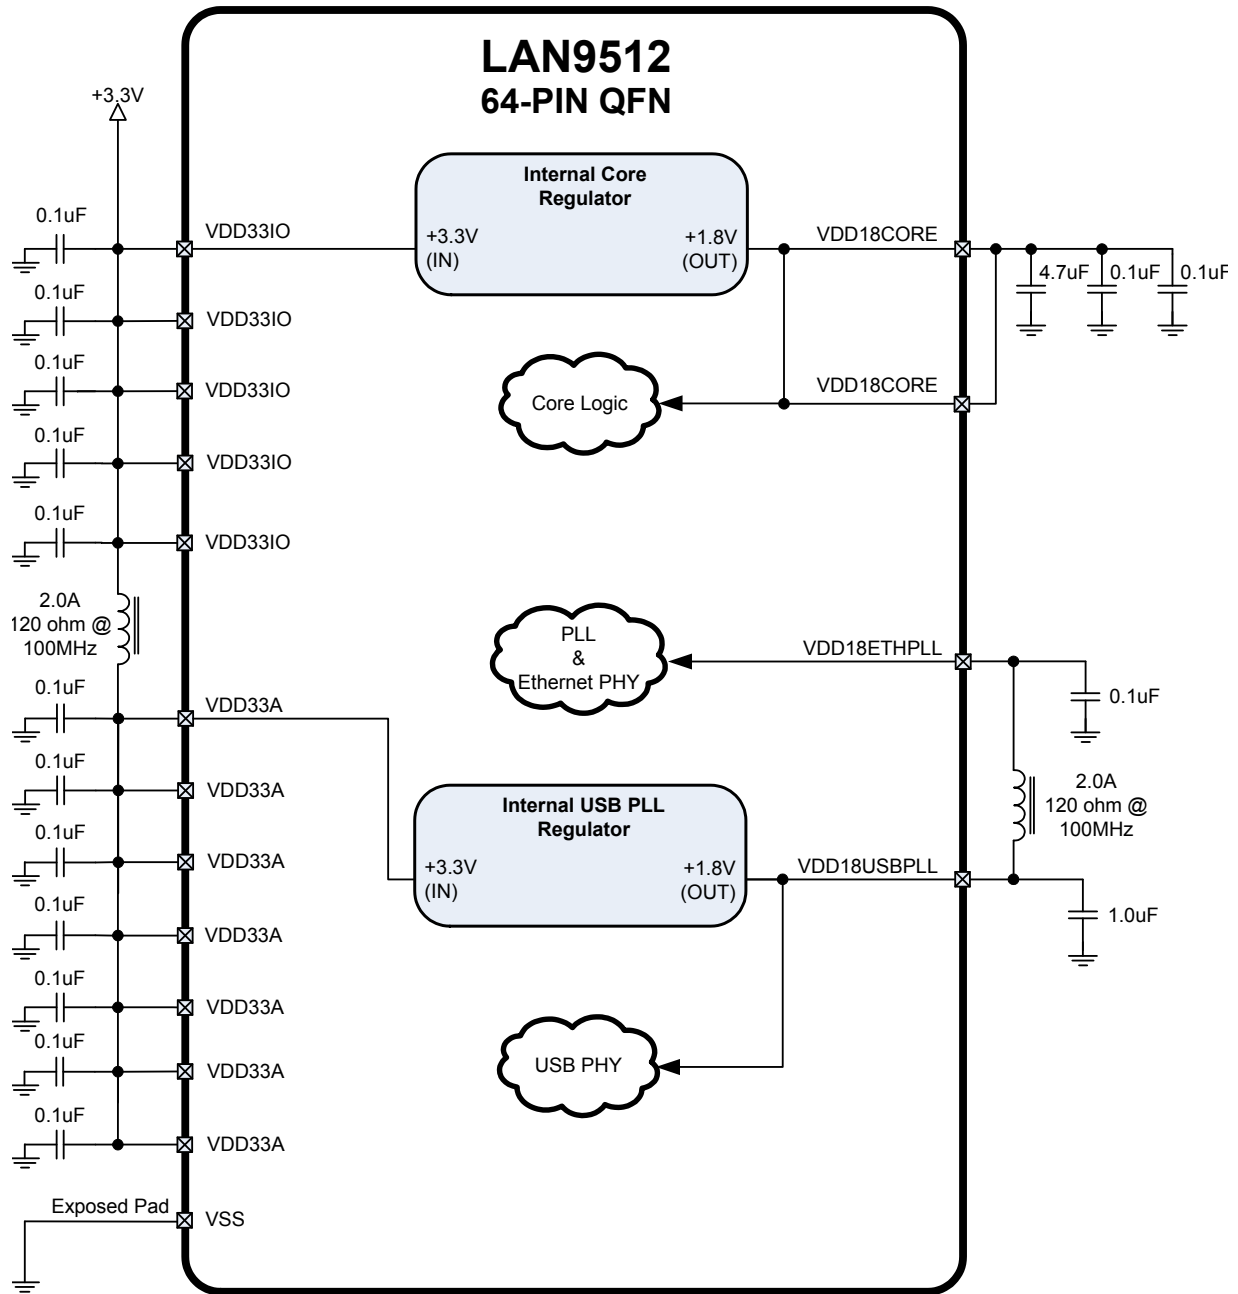 LAN9512
64-PIN QFN
+3.3V
Internal Core
Regulator
0.1uF
VDD33IO
+3.3V
(IN)
+1.8V
(OUT)
VDD18CORE
4.7uF
0.1uF
0.1uF
0.1uF
VDD33IO
0.1uF
VDD33IO
Core Logic
VDD18CORE
0.1uF
VDD33IO
0.1uF
VDD33IO
2.0A
120 ohm @
100MHz
PLL
&
Ethernet PHY
VDD18ETHPLL
0.1uF
0.1uF
VDD33A
0.1uF
VDD33A
Internal USB PLL
Regulator
2.0A
120 ohm @
100MHz
0.1uF
VDD33A
+3.3V
(IN)
+1.8V
(OUT)
VDD18USBPLL
1.0uF
0.1uF
VDD33A
0.1uF
VDD33A
0.1uF
VDD33A
USB PHY
0.1uF
VDD33A
Exposed Pad
VSS